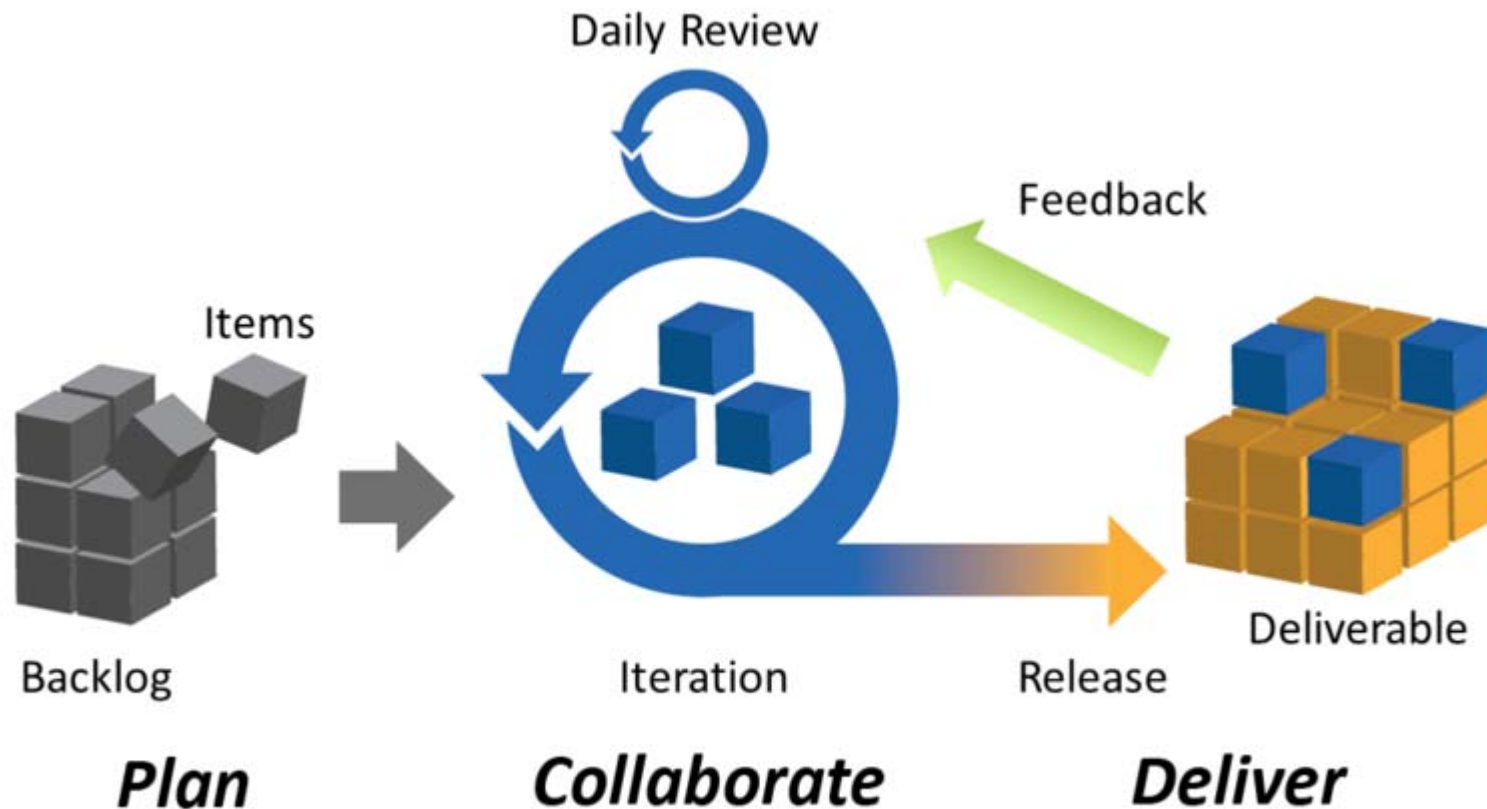 Daily Review
Feedback
Items
Deliverable
Backlog
Iteration
Release
Plan
Collaborate
Deliver